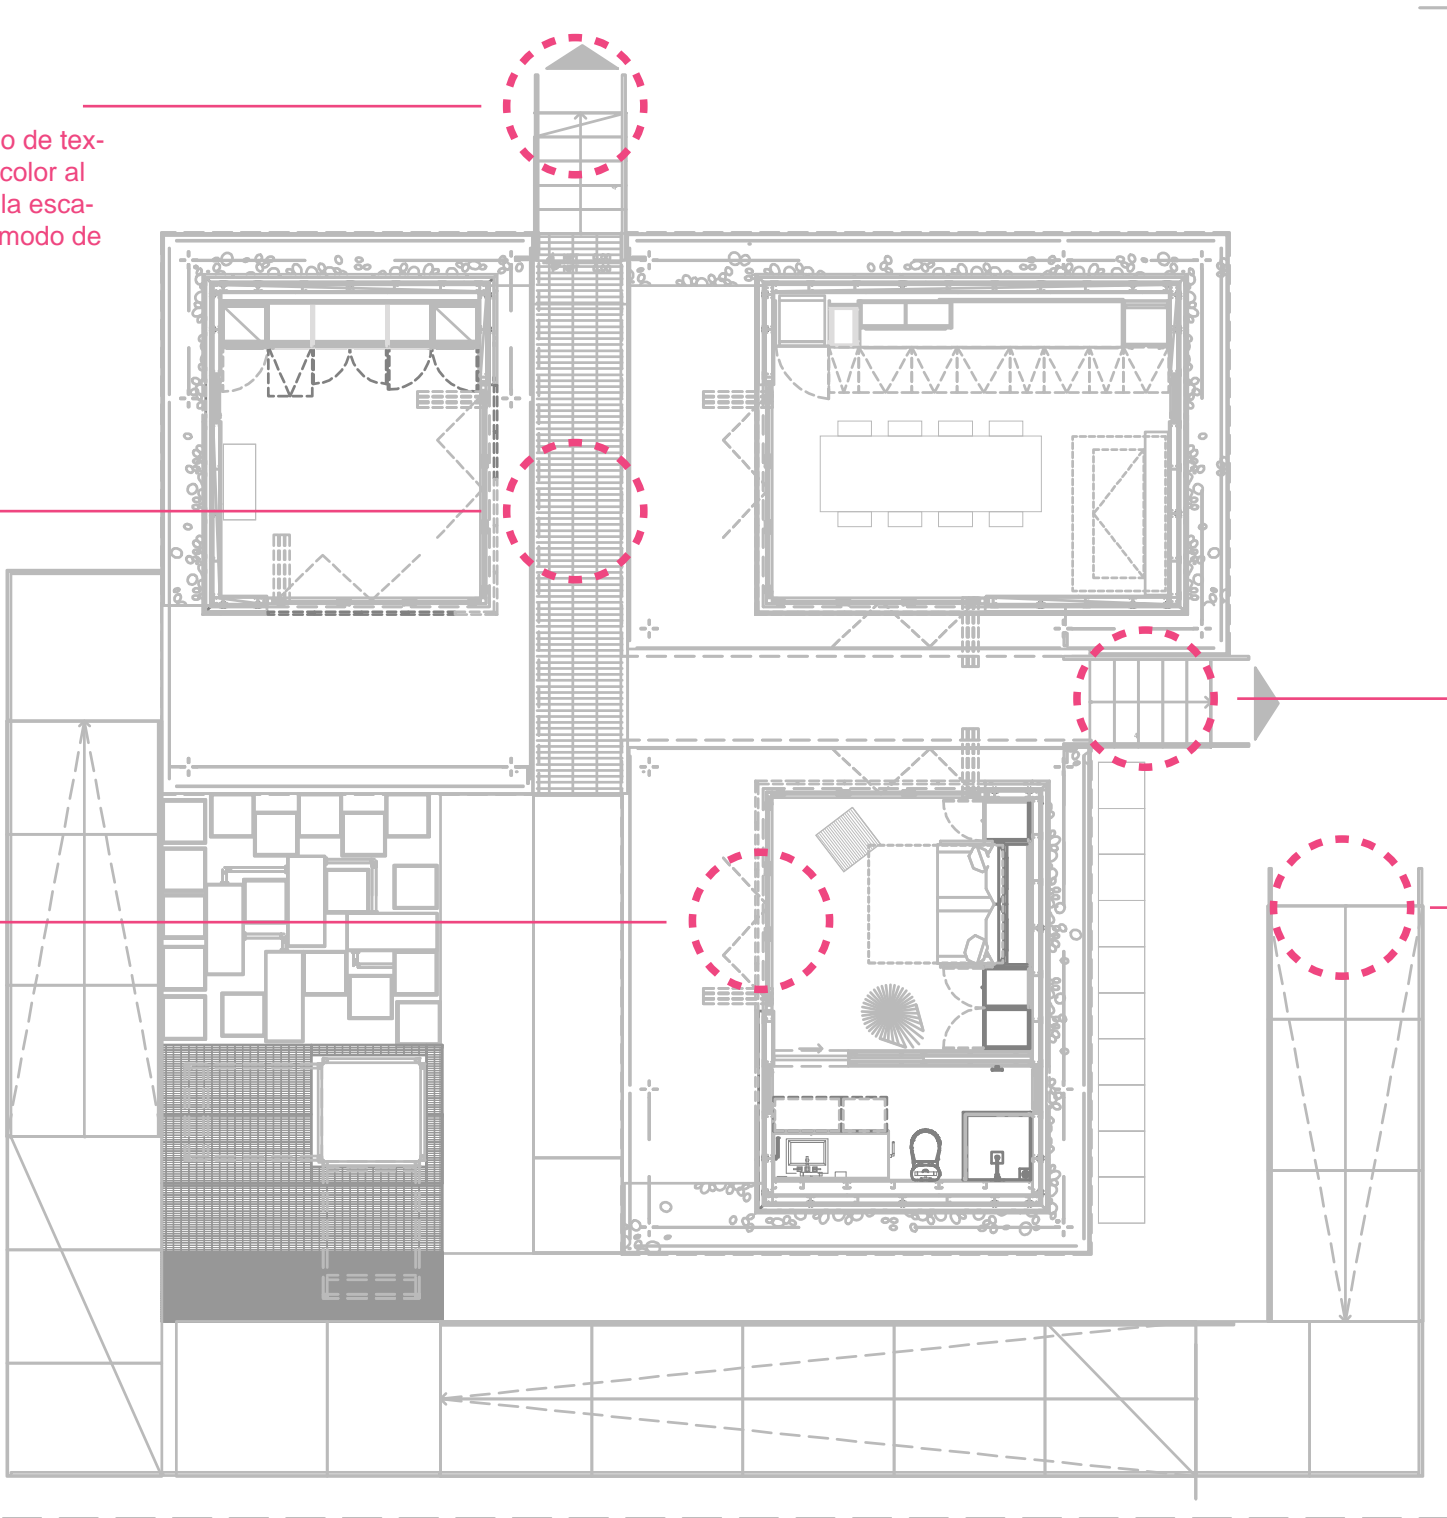 o de tex-
color al
la esca-
modo de